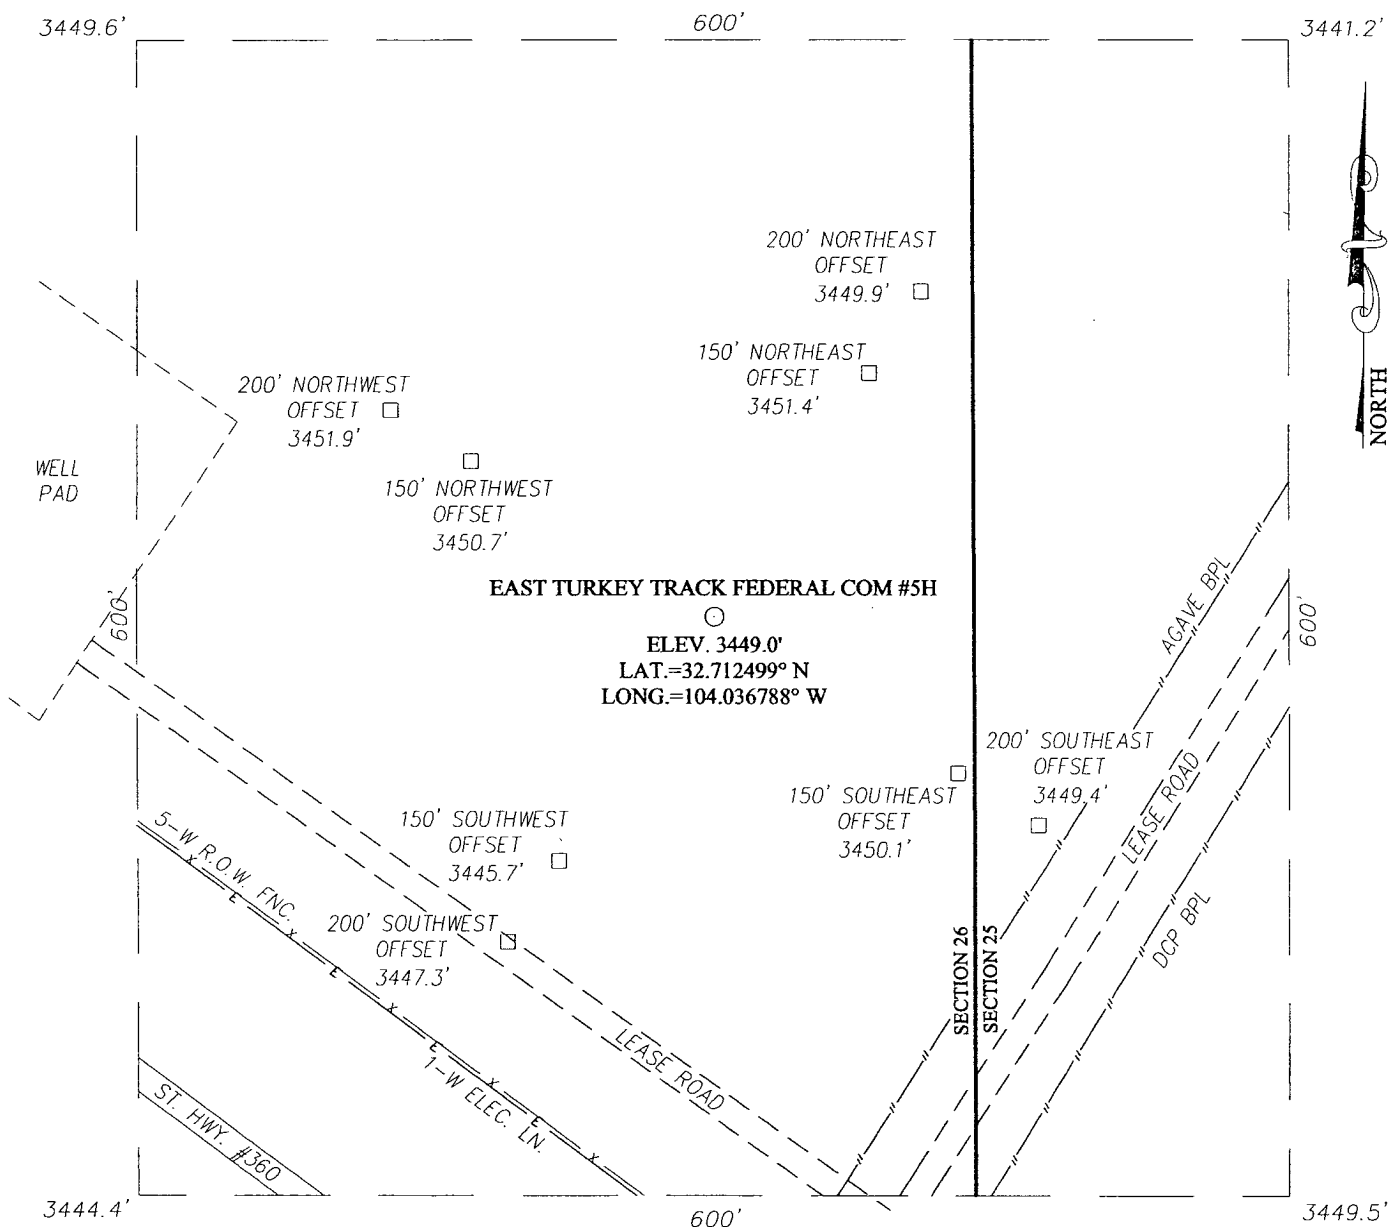 3449.6'
600'
3441.2'
200' NORTHEAST
OFFSET
3449.9'
150' NORTHEAST
OFFSET
3451.4'
NORTH
200' NORTHWEST
OFFSET
3451.9'
WELL
PAD
150' NORTHWEST
OFFSET
3450.7'
EAST TURKEY TRACK FEDERAL COM #5H
ELEV. 3449.0'
LAT.=32.712499° N
LONG.=104.036788° W
600'
600'
AGAVE BPL
200' SOUTHEAST
OFFSET
3449.4'
150' SOUTHEAST
OFFSET
3450.1'
LEASE ROAD
150' SOUTHWEST
OFFSET
3445.7'
5-W R.O.W. FNC.
200' SOUTHWEST
OFFSET
3447.3'
DCP BPL
SECTION 26
SECTION 25
LEASE ROAD
1-W ELEC. LN.
ST. HWY. #360
3444.4'
600'
3449.5'